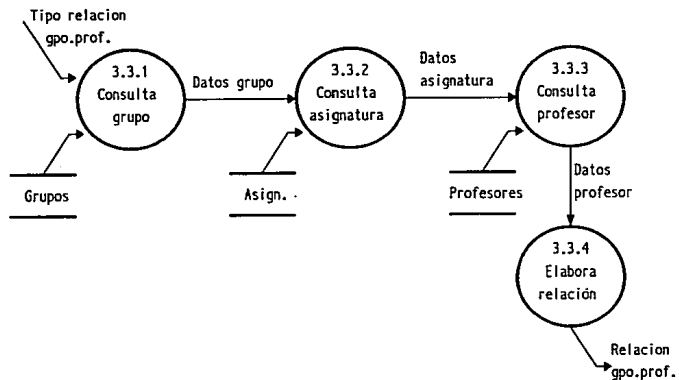 Tipo relacion
gpo.prof.
3.3.1
Consulta
grupo
Datos grupo
3.3.2
Consulta
asignatura
Datos
asignatura
3.3.3
Consulta
profesor
Grupos
Asign.
Profesores
Datos
profesor
3.3.4
Elabora
relación
Relacion
gpo.prof.